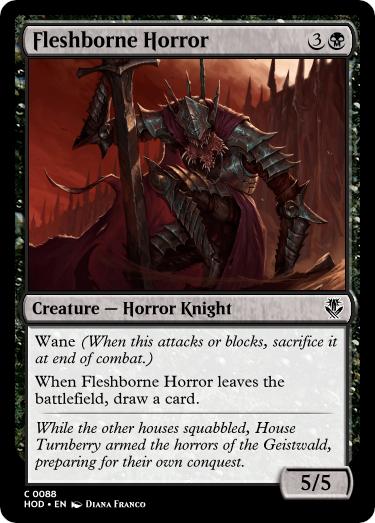 Fleshborne Horror 3
Creature — Horror Knight
Wane (When this attacks or blocks, sacrifice it
at end of combat.)
When Fleshborne Horror leaves the
battlefield, draw a card.
While the other houses squabbled, House
Turnberry armed the horrors of the Geistwald,
preparing for their own conquest.
5/5
C 0088
HOD • EN Diana Franco